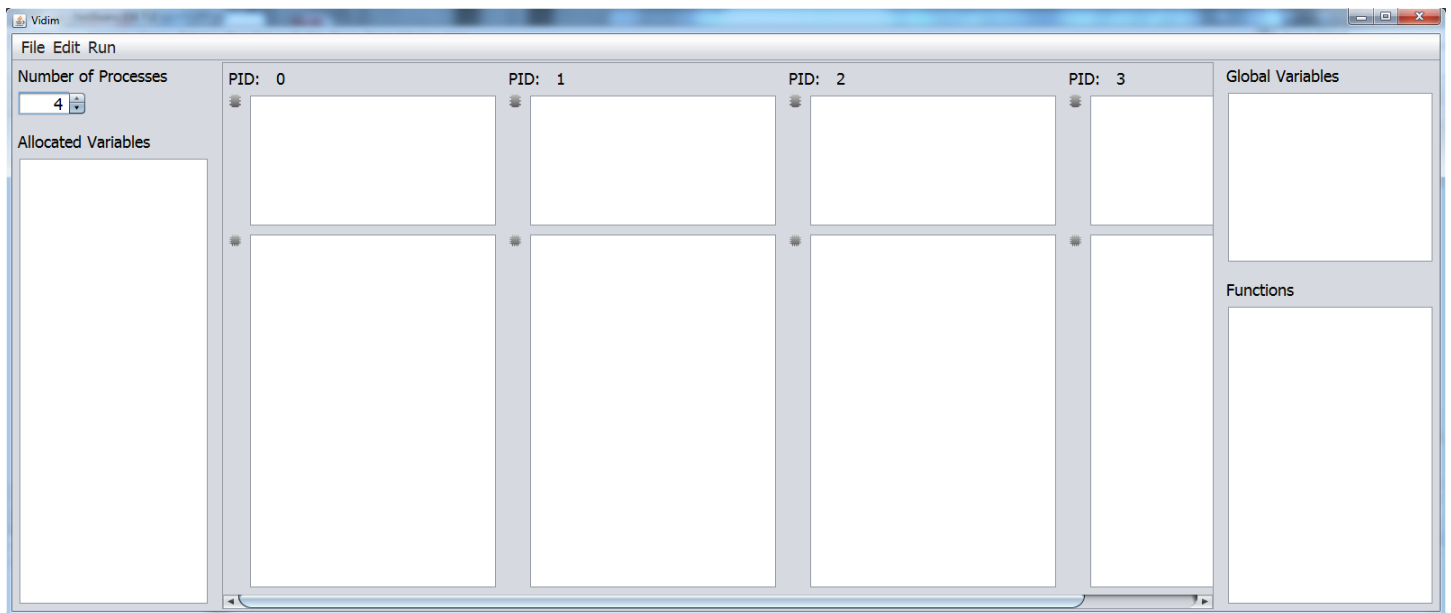 Vidim
File Edit Run
Number of Processes
4
Allocated Variables
PID: 0
PID: 1
PID: 2
PID: 3
Global Variables
Functions